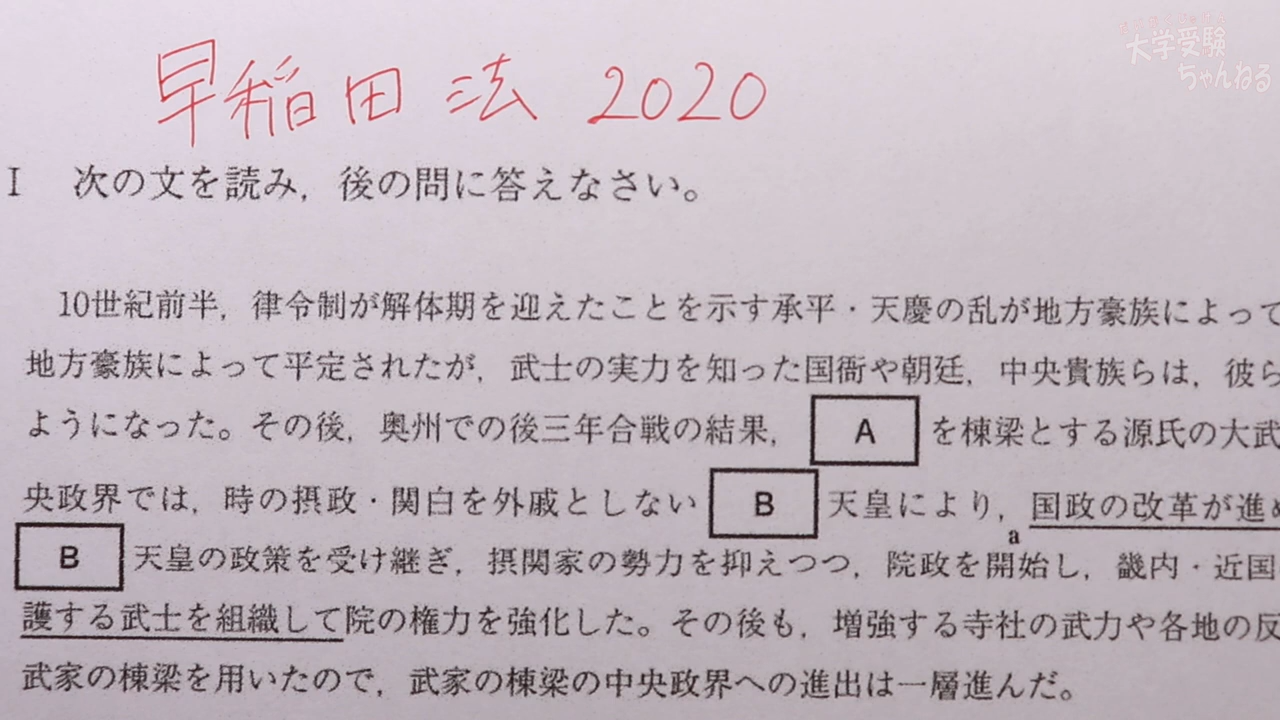 大学受験
ちゃんねる
早稲田 法 2020
I 次の文を読み，後の問に答えなさい。
10世紀前半，律令制が解体期を迎えたことを示す承平・天慶の乱が地方豪族によって
地方豪族によって平定されたが，武士の実力を知った国衙や朝廷，中央貴族らは，彼ら
ようになった。その後，奥州での後三年合戦の結果， A を棟梁とする源氏の大武
央政界では，時の摂政・関白を外戚としない B 天皇により，a国政の改革が進
B 天皇の政策を受け継ぎ，摂関家の勢力を抑えつつ，院政を開始し，畿内・近国
護する武士を組織して院の権力を強化した。その後も，増強する寺社の武力や各地の反
武家の棟梁を用いたので，武家の棟梁の中央政界への進出は一層進んだ。